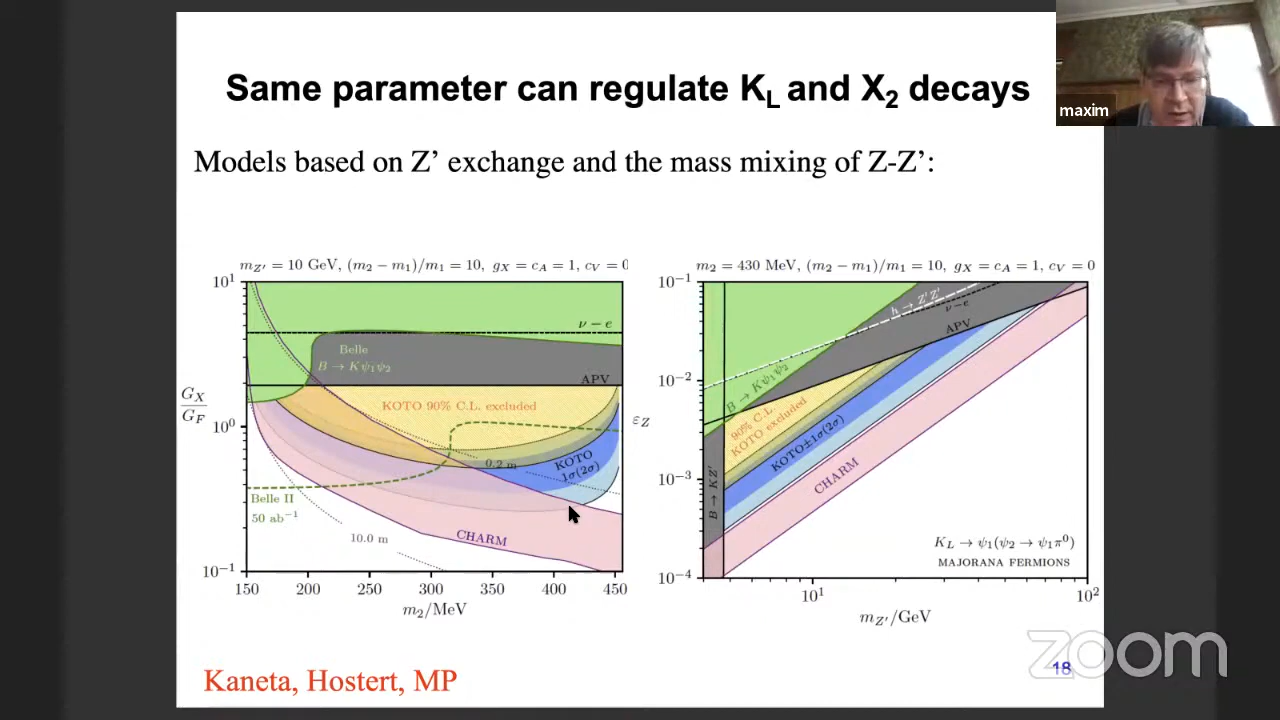 Same parameter can regulate K_L and X_2 decays
maxim
Models based on Z’ exchange and the mass mixing of Z-Z’:
m_{Z′} = 10 GeV, (m_2 − m_1)/m_1 = 10, g_X = c_A = 1, c_V = 0
10^1
10^0
10^{−1}
G_X
G_F
ν − e
Belle
B → Kψ_1ψ_2
APV
KOTO 90% C.L. excluded
0.2 m
KOTO
1σ(2σ)
Belle II
50 ab^{−1}
10.0 m
CHARM
150 200 250 300 350 400 450
m_2/MeV
m_2 = 430 MeV, (m_2 − m_1)/m_1 = 10, g_X = c_A = 1, c_V = 0
10^{−1}
10^{−2}
10^{−3}
10^{−4}
ε_Z
h → Z′Z′
ν − e
APV
B → Kψ_1ψ_2
90% C.L.
KOTO excluded
KOTO±1σ(2σ)
CHARM
B → KZ′
K_L → ψ_1(ψ_2 → ψ_1π^0)
MAJORANA FERMIONS
10^1 10^2
m_{Z′}/GeV
Kaneta, Hostert, MP
18
zoom